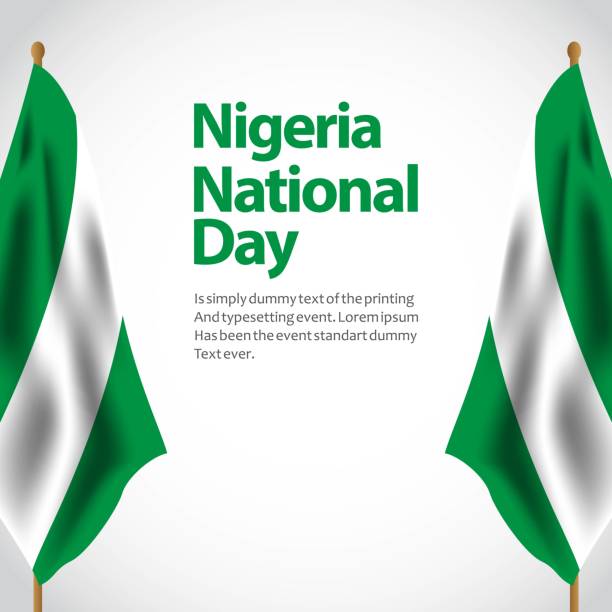 Nigeria
National
Day
Is simply dummy text of the printing
And typesetting event. Lorem ipsum
Has been the event standart dummy
Text ever.